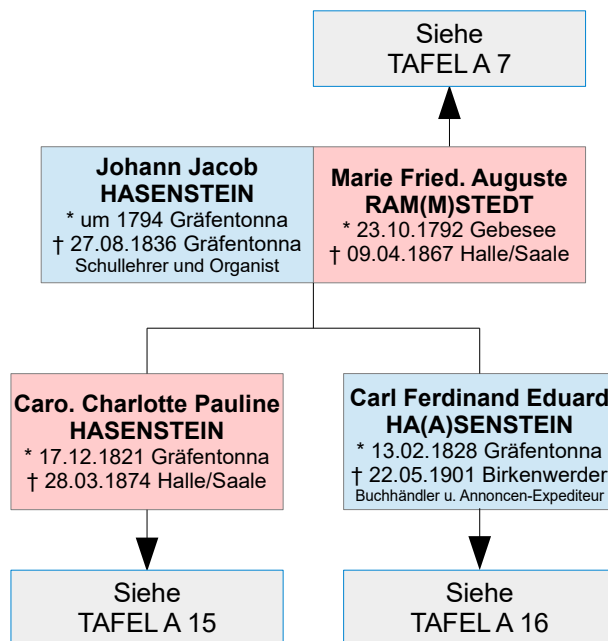 Siehe
TAFEL A 7
Johann Jacob
HASENSTEIN
* um 1794 Gräfentonna
† 27.08.1836 Gräfentonna
Schullehrer und Organist
Marie Fried. Auguste
RAM(M)STEDT
* 23.10.1792 Gebesee
† 09.04.1867 Halle/Saale
Caro. Charlotte Pauline
HASENSTEIN
* 17.12.1821 Gräfentonna
† 28.03.1874 Halle/Saale
Carl Ferdinand Eduard
HA(A)SENSTEIN
* 13.02.1828 Gräfentonna
† 22.05.1901 Birkenwerder
Buchhändler u. Annoncen-Expediteur
Siehe
TAFEL A 15
Siehe
TAFEL A 16